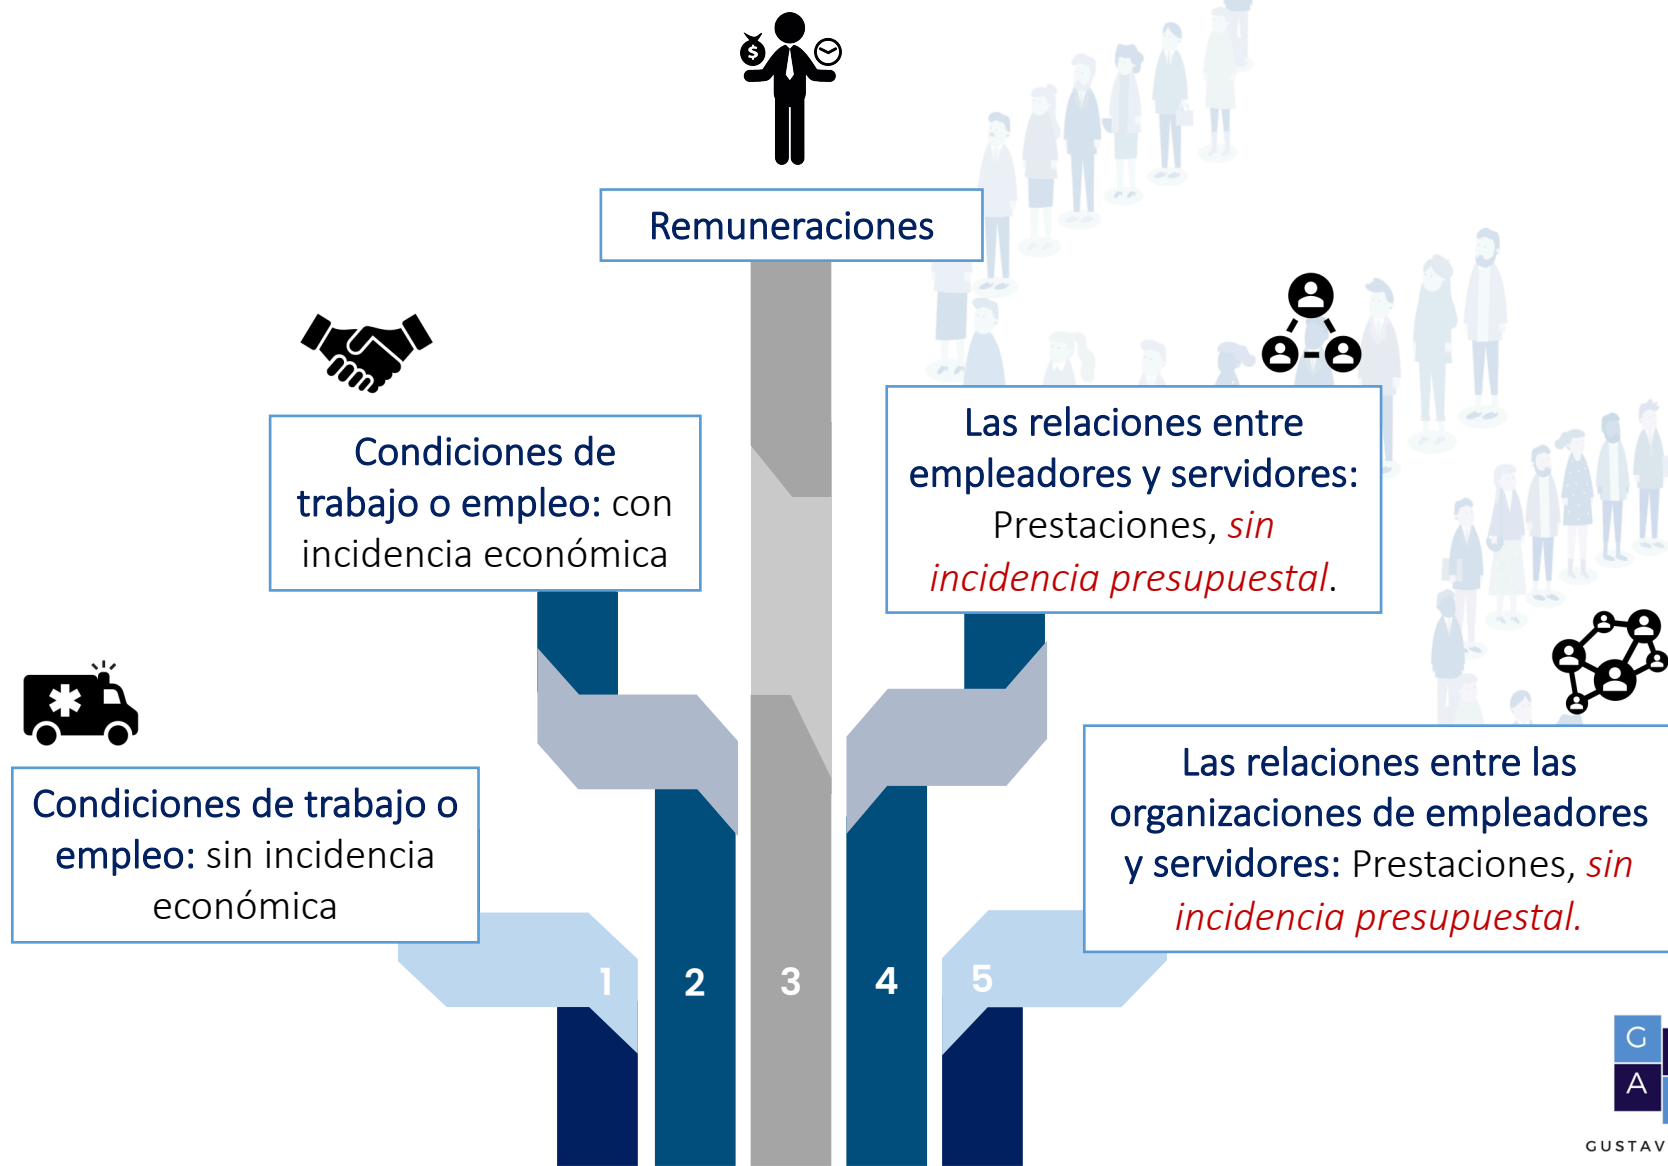 $
Remuneraciones
Condiciones de
trabajo o empleo: con
incidencia económica
Las relaciones entre
empleadores y servidores:
Prestaciones, sin
incidencia presupuestal.
Condiciones de trabajo o
empleo: sin incidencia
económica
Las relaciones entre las
organizaciones de empleadores
y servidores: Prestaciones, sin
incidencia presupuestal.
1
2
3
4
5
G
A
GUSTAV